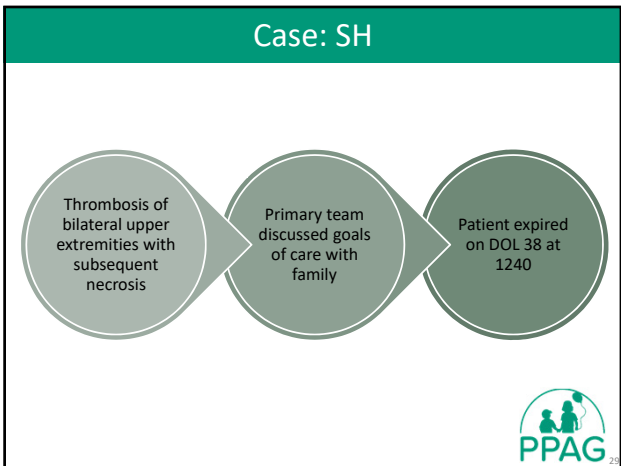 Case: SH
Thrombosis of
bilateral upper
extremities with
subsequent
necrosis
Primary team
discussed goals
of care with
family
Patient expired
on DOL 38 at
1240
PPAG
29